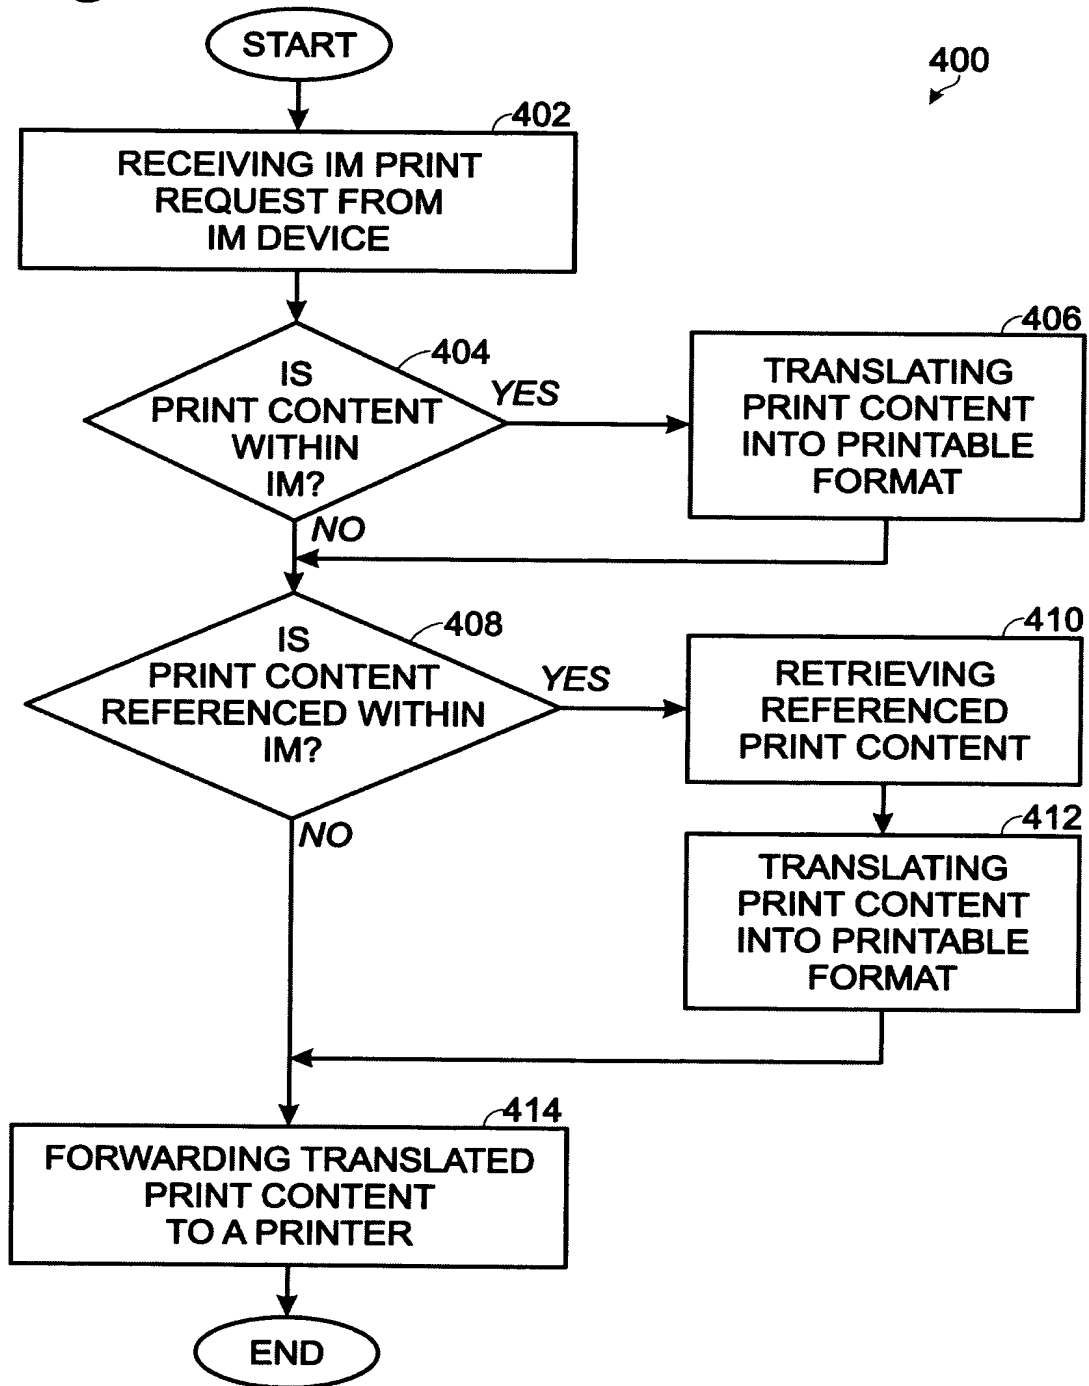 START
400
402
RECEIVING IM PRINT
REQUEST FROM
IM DEVICE
404
IS
PRINT CONTENT
WITHIN
IM?
YES
406
TRANSLATING
PRINT CONTENT
INTO PRINTABLE
FORMAT
NO
408
IS
PRINT CONTENT
REFERENCED WITHIN
IM?
YES
410
RETRIEVING
REFERENCED
PRINT CONTENT
412
TRANSLATING
PRINT CONTENT
INTO PRINTABLE
FORMAT
NO
414
FORWARDING TRANSLATED
PRINT CONTENT
TO A PRINTER
END